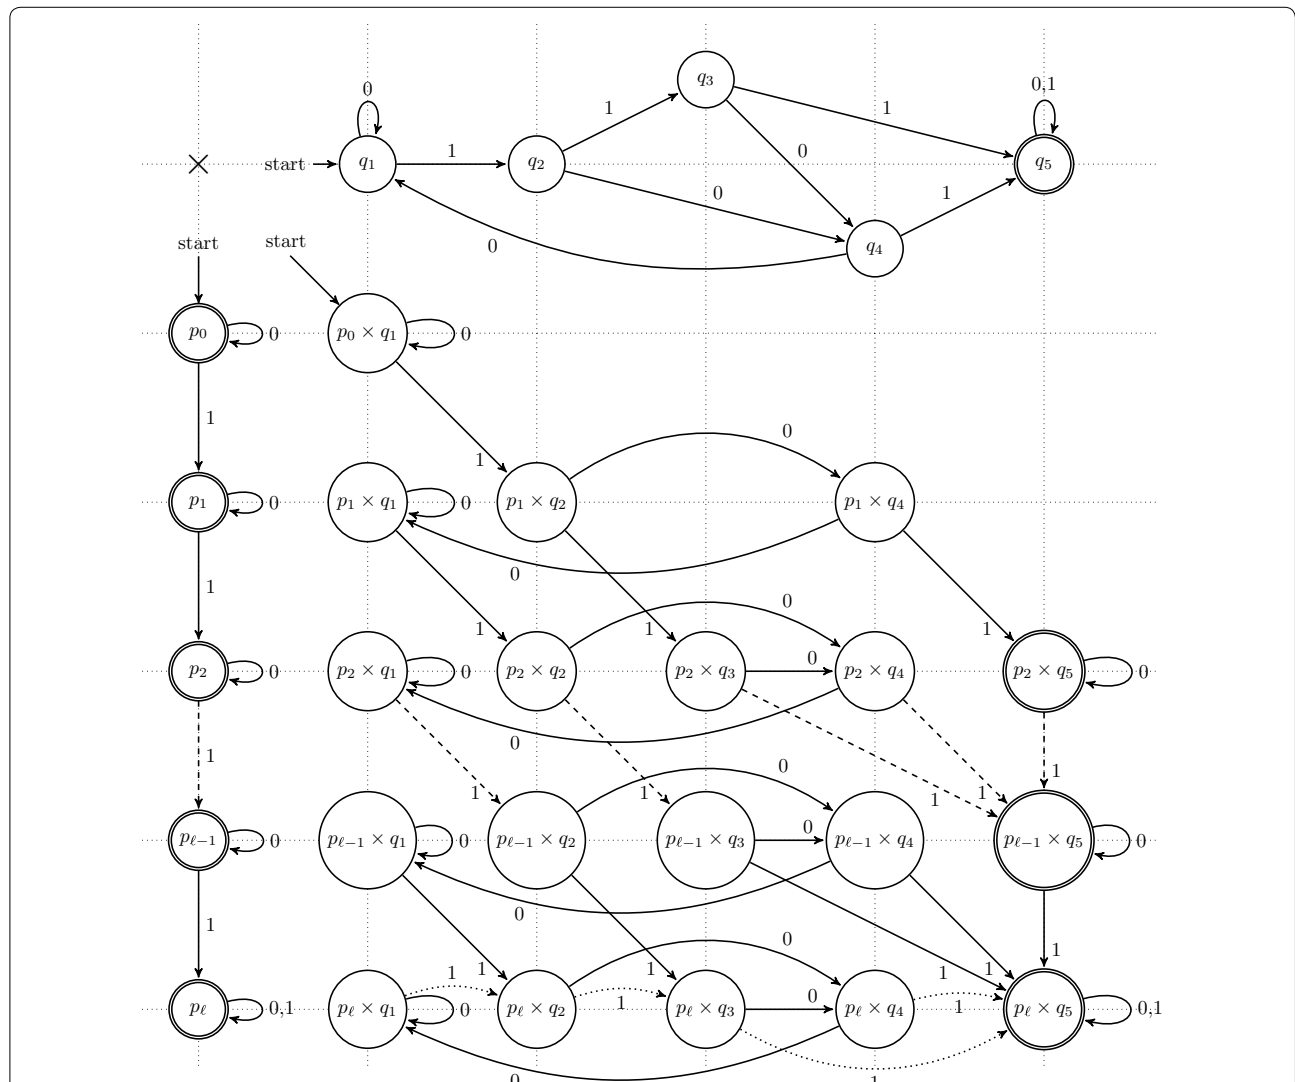 q3
0 0,1
1 1
start q1 1 q2 0 q5
0 1
start start 0 q4
p0 0 p0 × q1 0
1 0
1
p1 0 p1 × q1 0 p1 × q2 p1 × q4
0
1 0
1 1 1
p2 0 p2 × q1 0 p2 × q2 p2 × q3 0 p2 × q4 p2 × q5 0
0
1 0 1
1 1 1 1
pℓ−1 0 pℓ−1 × q1 0 pℓ−1 × q2 pℓ−1 × q3 0 pℓ−1 × q4 pℓ−1 × q5 0
0
1 0 1
1 1 1 1 1
pℓ 0,1 pℓ × q1 0 pℓ × q2 1 pℓ × q3 0 pℓ × q4 1 pℓ × q5 0,1